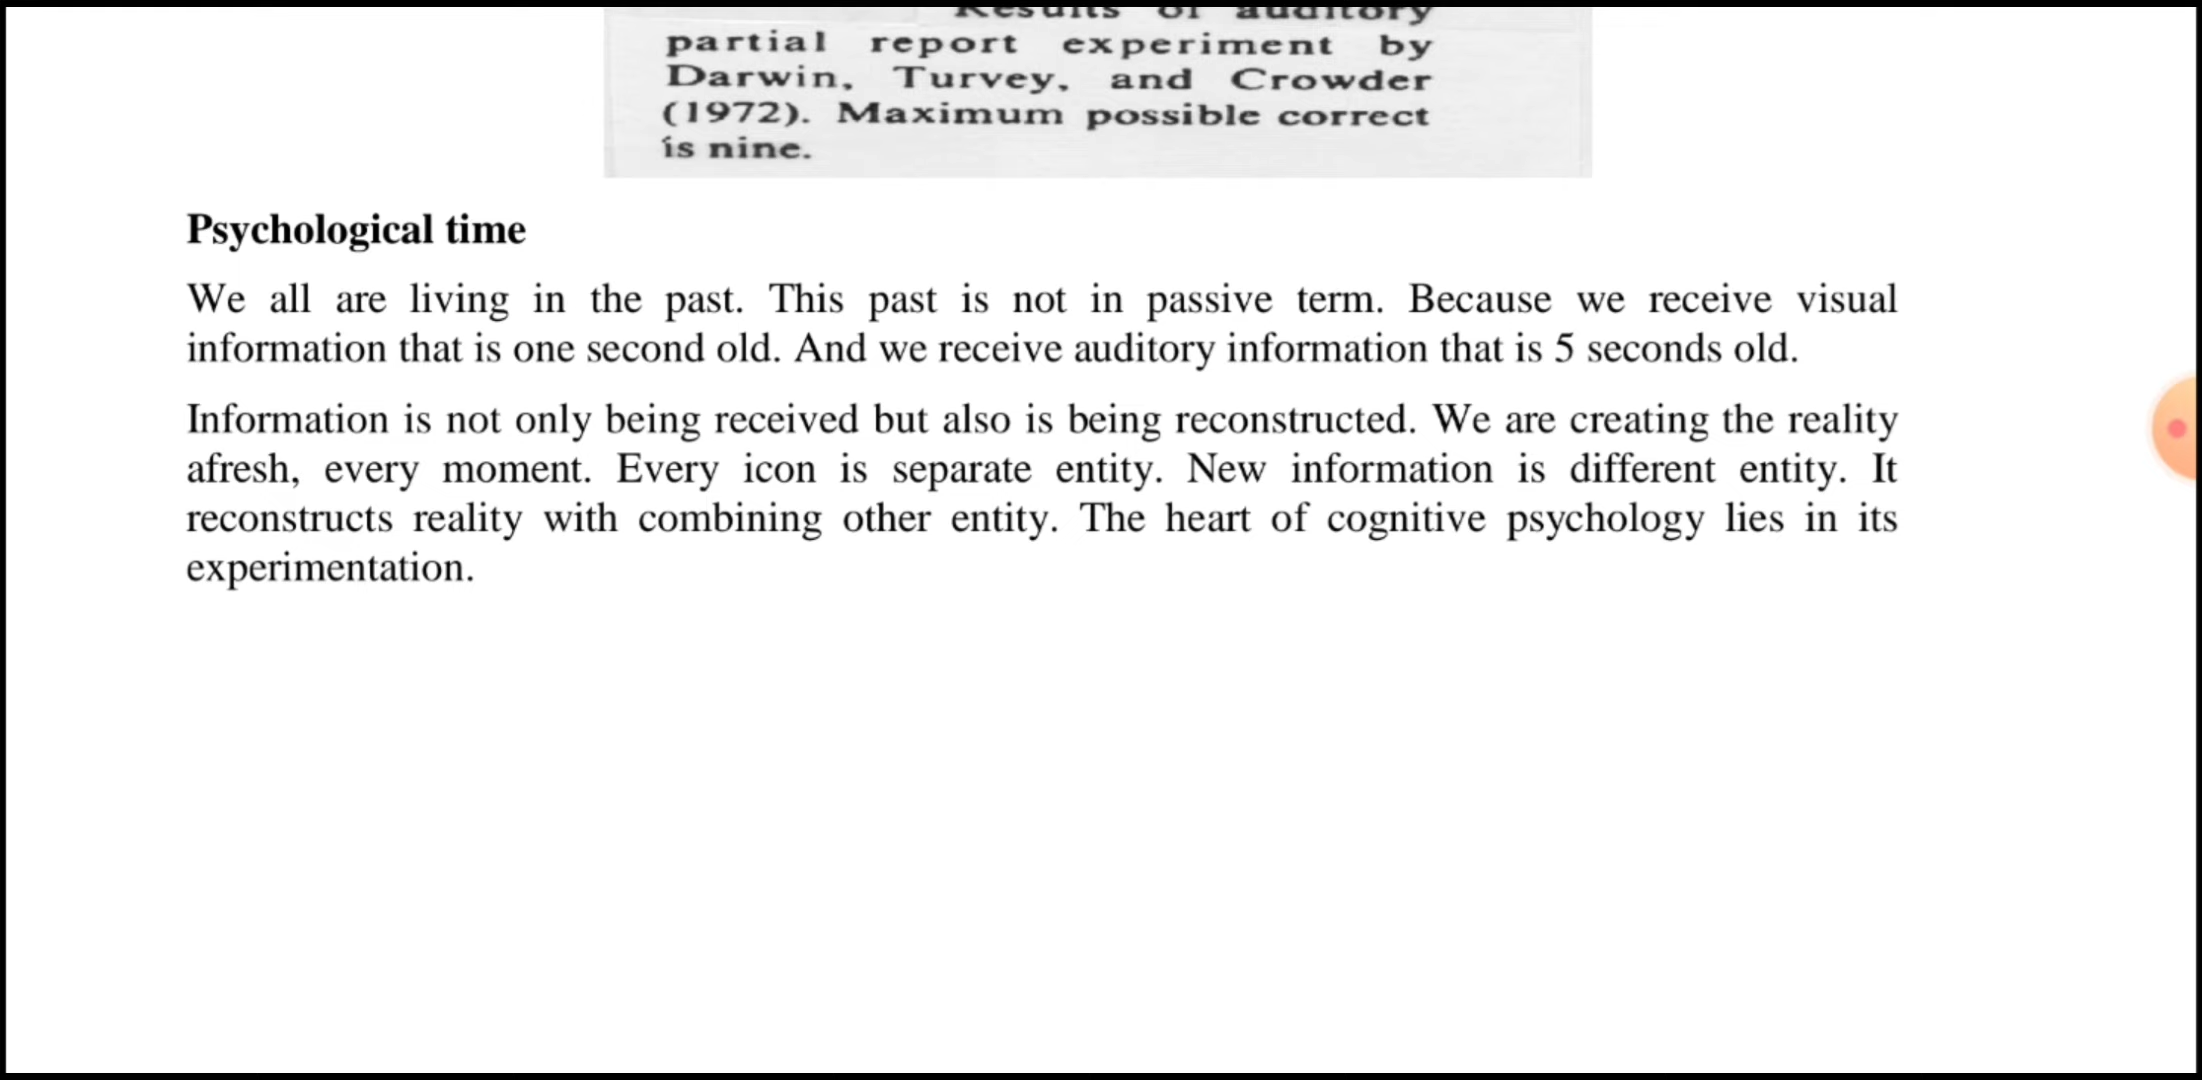 Results of auditory
partial report experiment by
Darwin, Turvey, and Crowder
(1972). Maximum possible correct
is nine.
Psychological time
We all are living in the past. This past is not in passive term. Because we receive visual
information that is one second old. And we receive auditory information that is 5 seconds old.
Information is not only being received but also is being reconstructed. We are creating the reality
afresh, every moment. Every icon is separate entity. New information is different entity. It
reconstructs reality with combining other entity. The heart of cognitive psychology lies in its
experimentation.